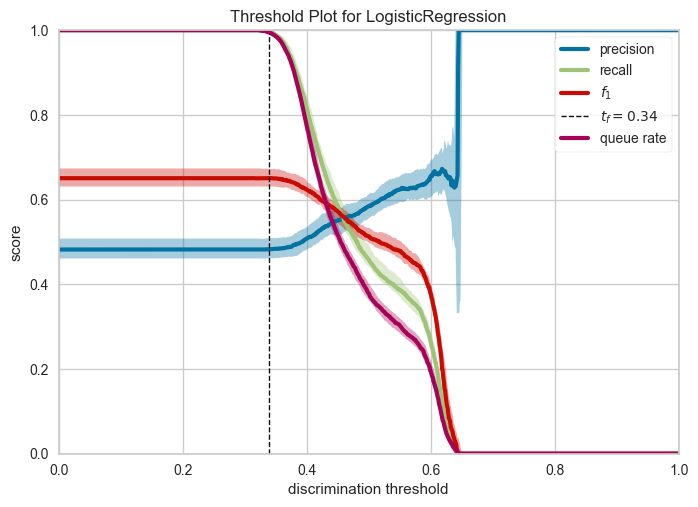 Threshold Plot for LogisticRegression
1.0
0.8
0.6
0.4
0.2
0.0
score
0.0 0.2 0.4 0.6 0.8 1.0
discrimination threshold
precision
recall
f₁
t_f = 0.34
queue rate